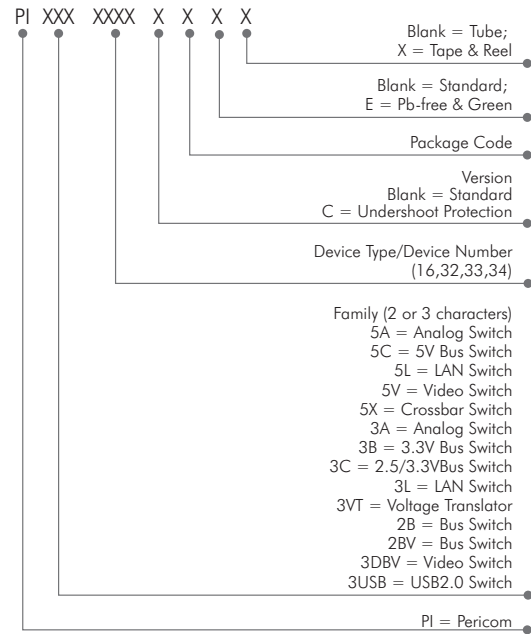 PI XXX XXXX X X X X
Blank = Tube;
X = Tape & Reel
Blank = Standard;
E = Pb-free & Green
Package Code
Version
Blank = Standard
C = Undershoot Protection
Device Type/Device Number
(16,32,33,34)
Family (2 or 3 characters)
5A = Analog Switch
5C = 5V Bus Switch
5L = LAN Switch
5V = Video Switch
5X = Crossbar Switch
3A = Analog Switch
3B = 3.3V Bus Switch
3C = 2.5/3.3VBus Switch
3L = LAN Switch
3VT = Voltage Translator
2B = Bus Switch
2BV = Bus Switch
3DBV = Video Switch
3USB = USB2.0 Switch
PI = Pericom